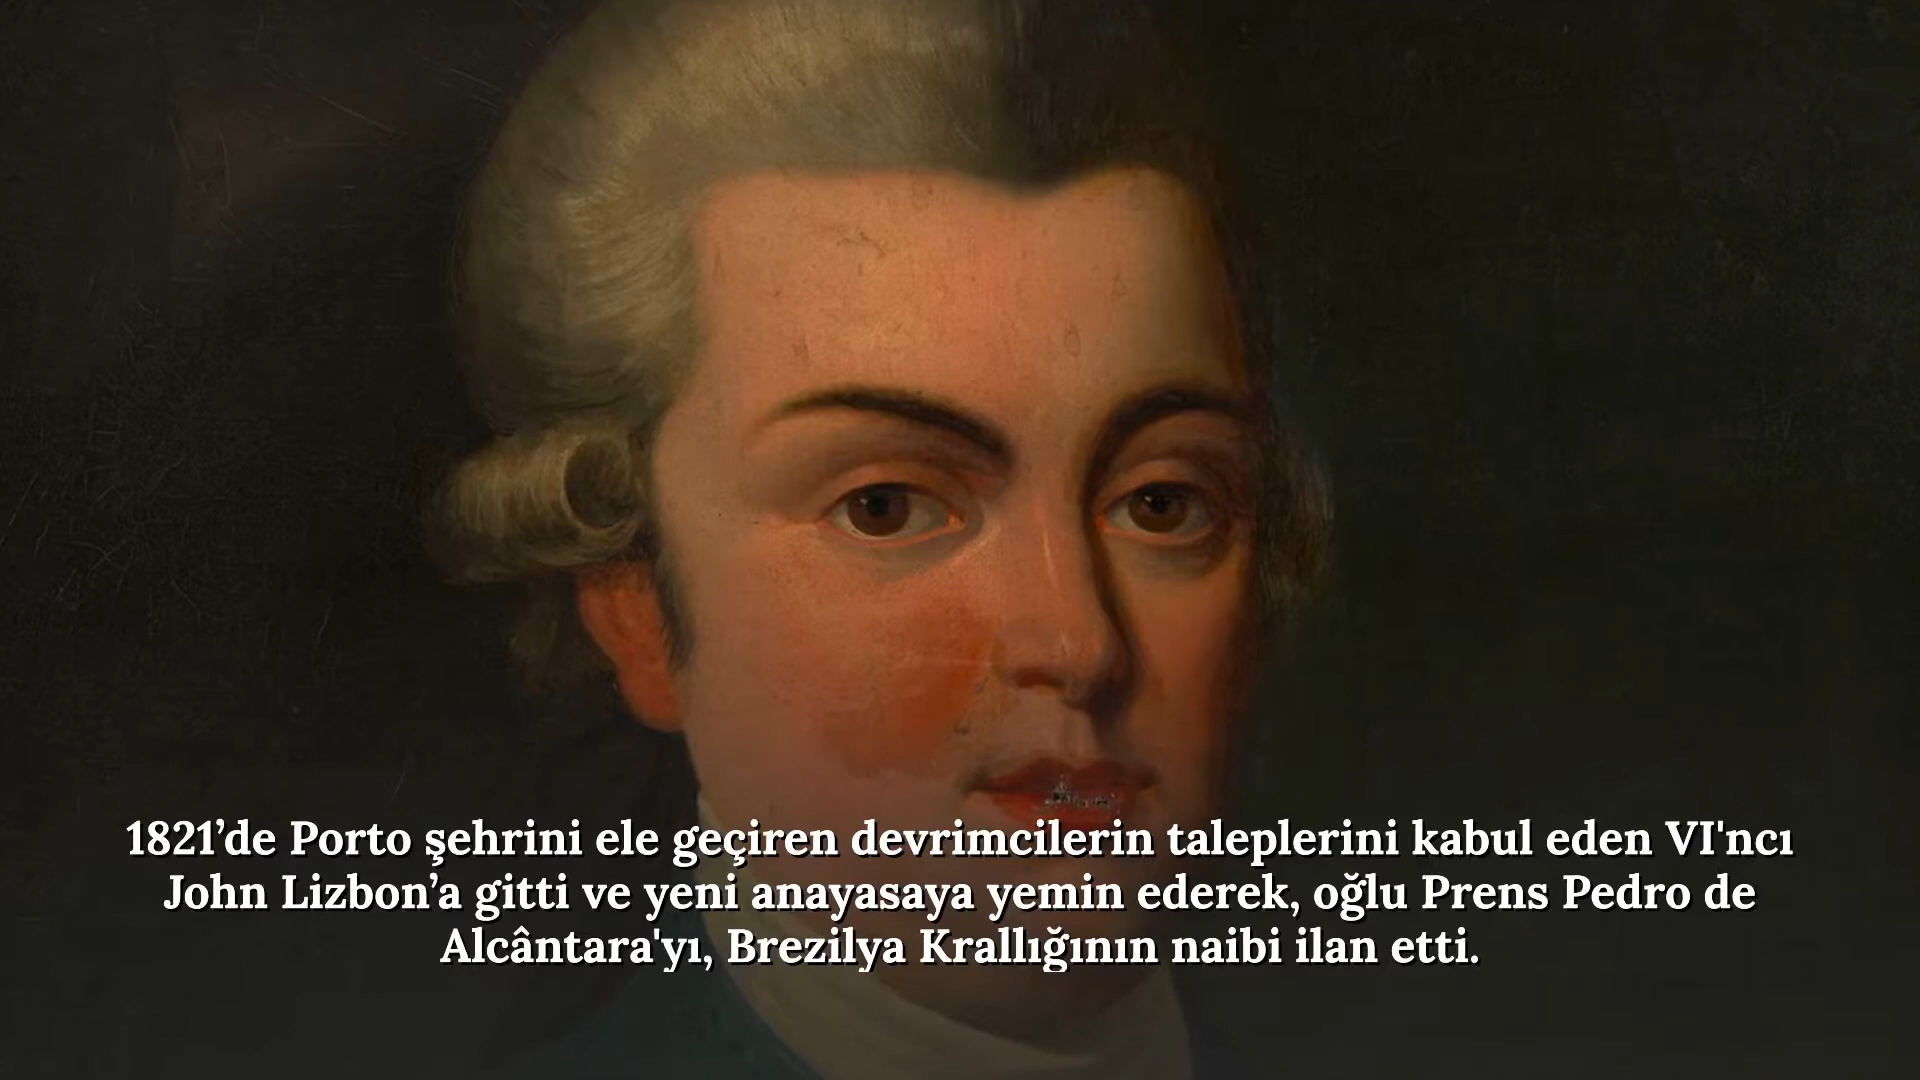 1821’de Porto şehrini ele geçiren devrimcilerin taleplerini kabul eden VI'ncı
John Lizbon’a gitti ve yeni anayasaya yemin ederek, oğlu Prens Pedro de
Alcântara'yı, Brezilya Krallığının naibi ilan etti.